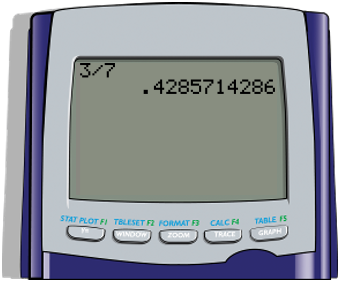 3/7
.4285714286
STAT PLOT F1 TBLSET F2 FORMAT F3 CALC F4 TABLE F5
Y= WINDOW ZOOM TRACE GRAPH